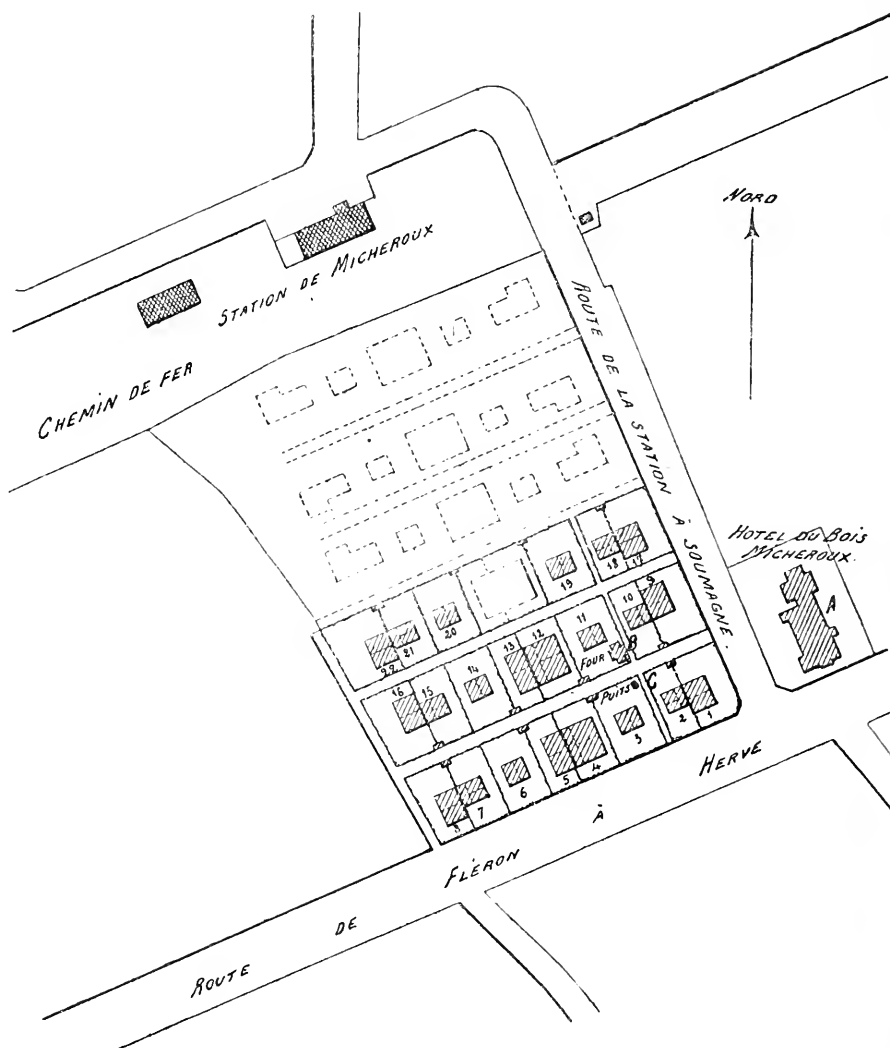 NORD
STATION DE MICHEROUX
CHEMIN DE FER
ROUTE DE LA STATION À SOUMAGNE.
HOTEL DU BOIS
MICHEROUX.
A
18 17
19
20
21
22
9
10
11
B
FOUR
12
13
14
15
16
PUITS
C
1
2
3
4
5
6
7
8
ROUTE DE FLÉRON À HERVE